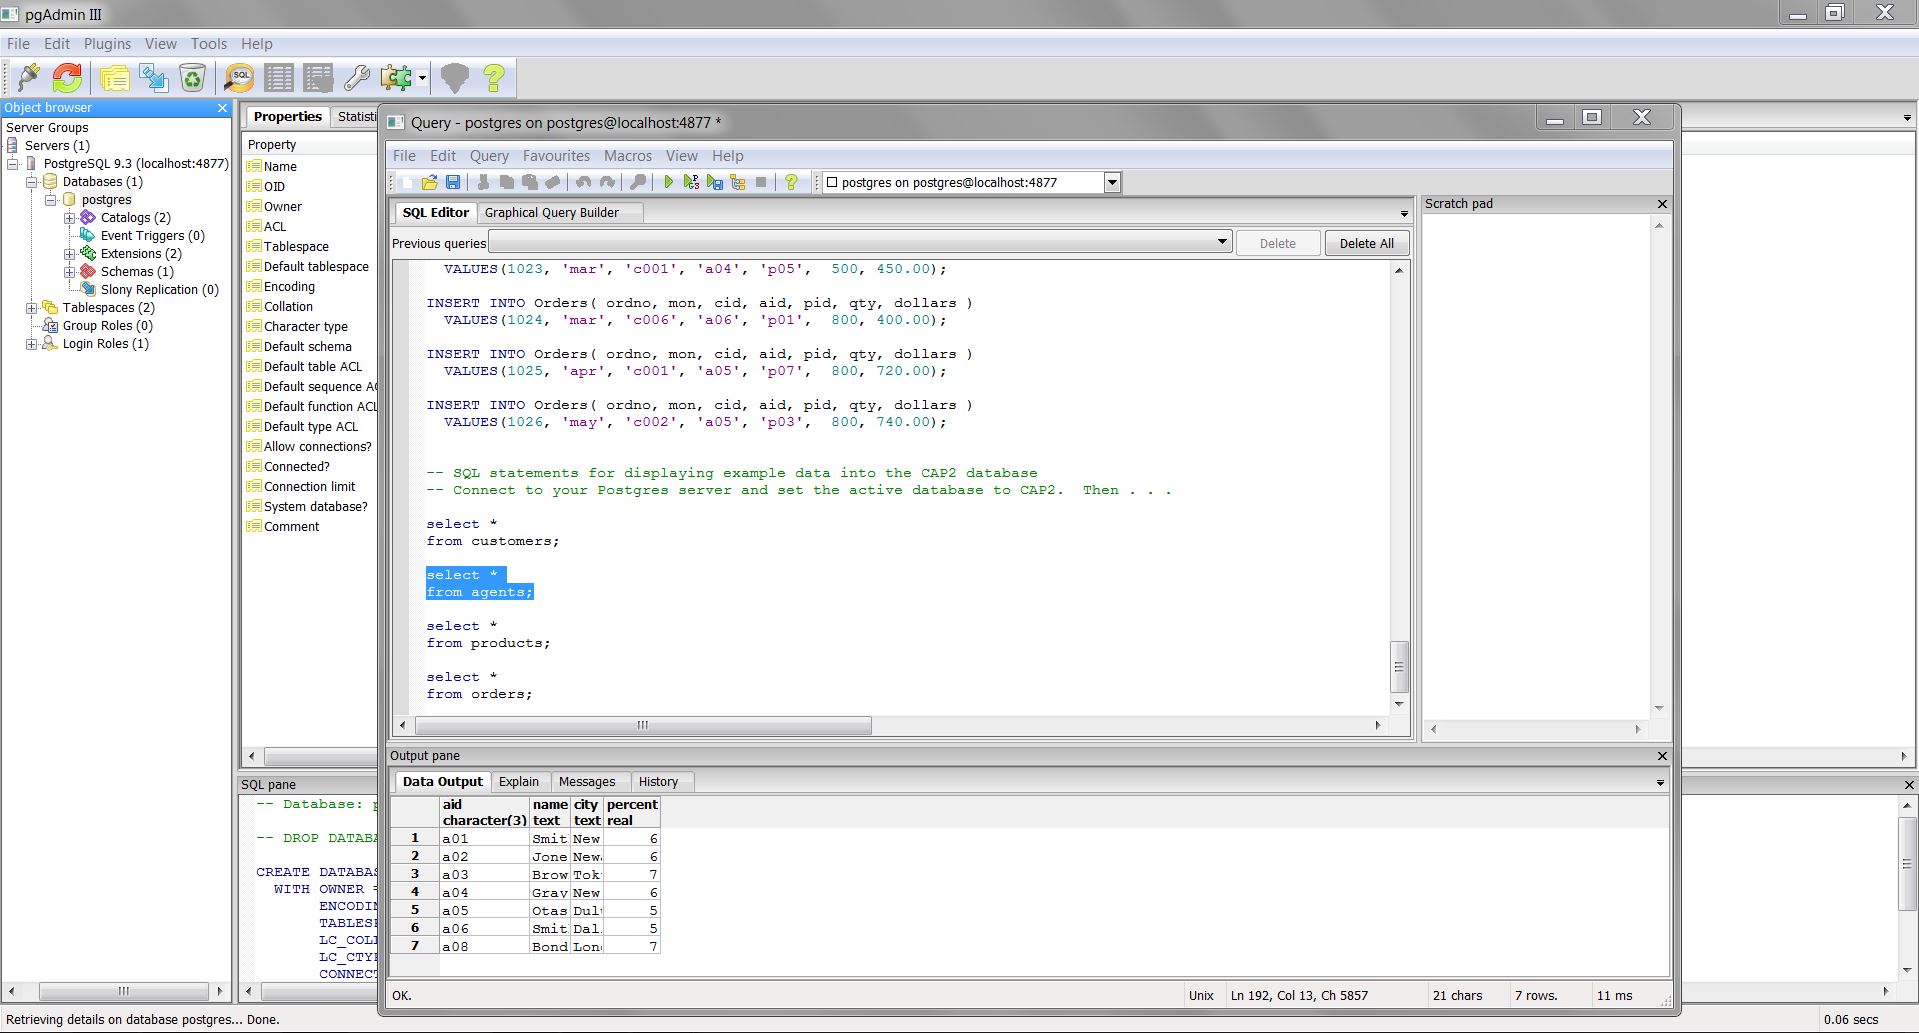 pgAdmin III
File Edit Plugins View Tools Help
SQL
Object browser
Server Groups
Servers (1)
PostgreSQL 9.3 (localhost:4877)
Databases (1)
postgres
Catalogs (2)
Event Triggers (0)
Extensions (2)
Schemas (1)
Slony Replication (0)
Tablespaces (2)
Group Roles (0)
Login Roles (1)
Properties Statisti
Property
Name
OID
Owner
ACL
Tablespace
Default tablespace
Encoding
Collation
Character type
Default schema
Default table ACL
Default sequence AC
Default function ACL
Default type ACL
Allow connections?
Connected?
Connection limit
System database?
Comment
SQL pane
-- Database: p
-- DROP DATABA
CREATE DATABAS
WITH OWNER =
ENCODIN
TABLESP
LC_COLL
LC_CTYP
CONNECT
Query - postgres on postgres@localhost:4877 *
File Edit Query Favourites Macros View Help
postgres on postgres@localhost:4877
SQL Editor Graphical Query Builder
Previous queries Delete Delete All
VALUES(1023, 'mar', 'c001', 'a04', 'p05', 500, 450.00);
INSERT INTO Orders( ordno, mon, cid, aid, pid, qty, dollars )
VALUES(1024, 'mar', 'c006', 'a06', 'p01', 800, 400.00);
INSERT INTO Orders( ordno, mon, cid, aid, pid, qty, dollars )
VALUES(1025, 'apr', 'c001', 'a05', 'p07', 800, 720.00);
INSERT INTO Orders( ordno, mon, cid, aid, pid, qty, dollars )
VALUES(1026, 'may', 'c002', 'a05', 'p03', 800, 740.00);
-- SQL statements for displaying example data into the CAP2 database
-- Connect to your Postgres server and set the active database to CAP2. Then . . .
select *
from customers;
select *
from agents;
select *
from products;
select *
from orders;
Scratch pad
Output pane
Data Output Explain Messages History
aid name city percent
character(3) text text real
1 a01 Smit New 6
2 a02 Jone New 6
3 a03 Brow Tok 7
4 a04 Gray New 6
5 a05 Otas Dul 5
6 a06 Smit Dal 5
7 a08 Bond Lon 7
OK. Unix Ln 192, Col 13, Ch 5857 21 chars 7 rows. 11 ms
Retrieving details on database postgres... Done. 0.06 secs